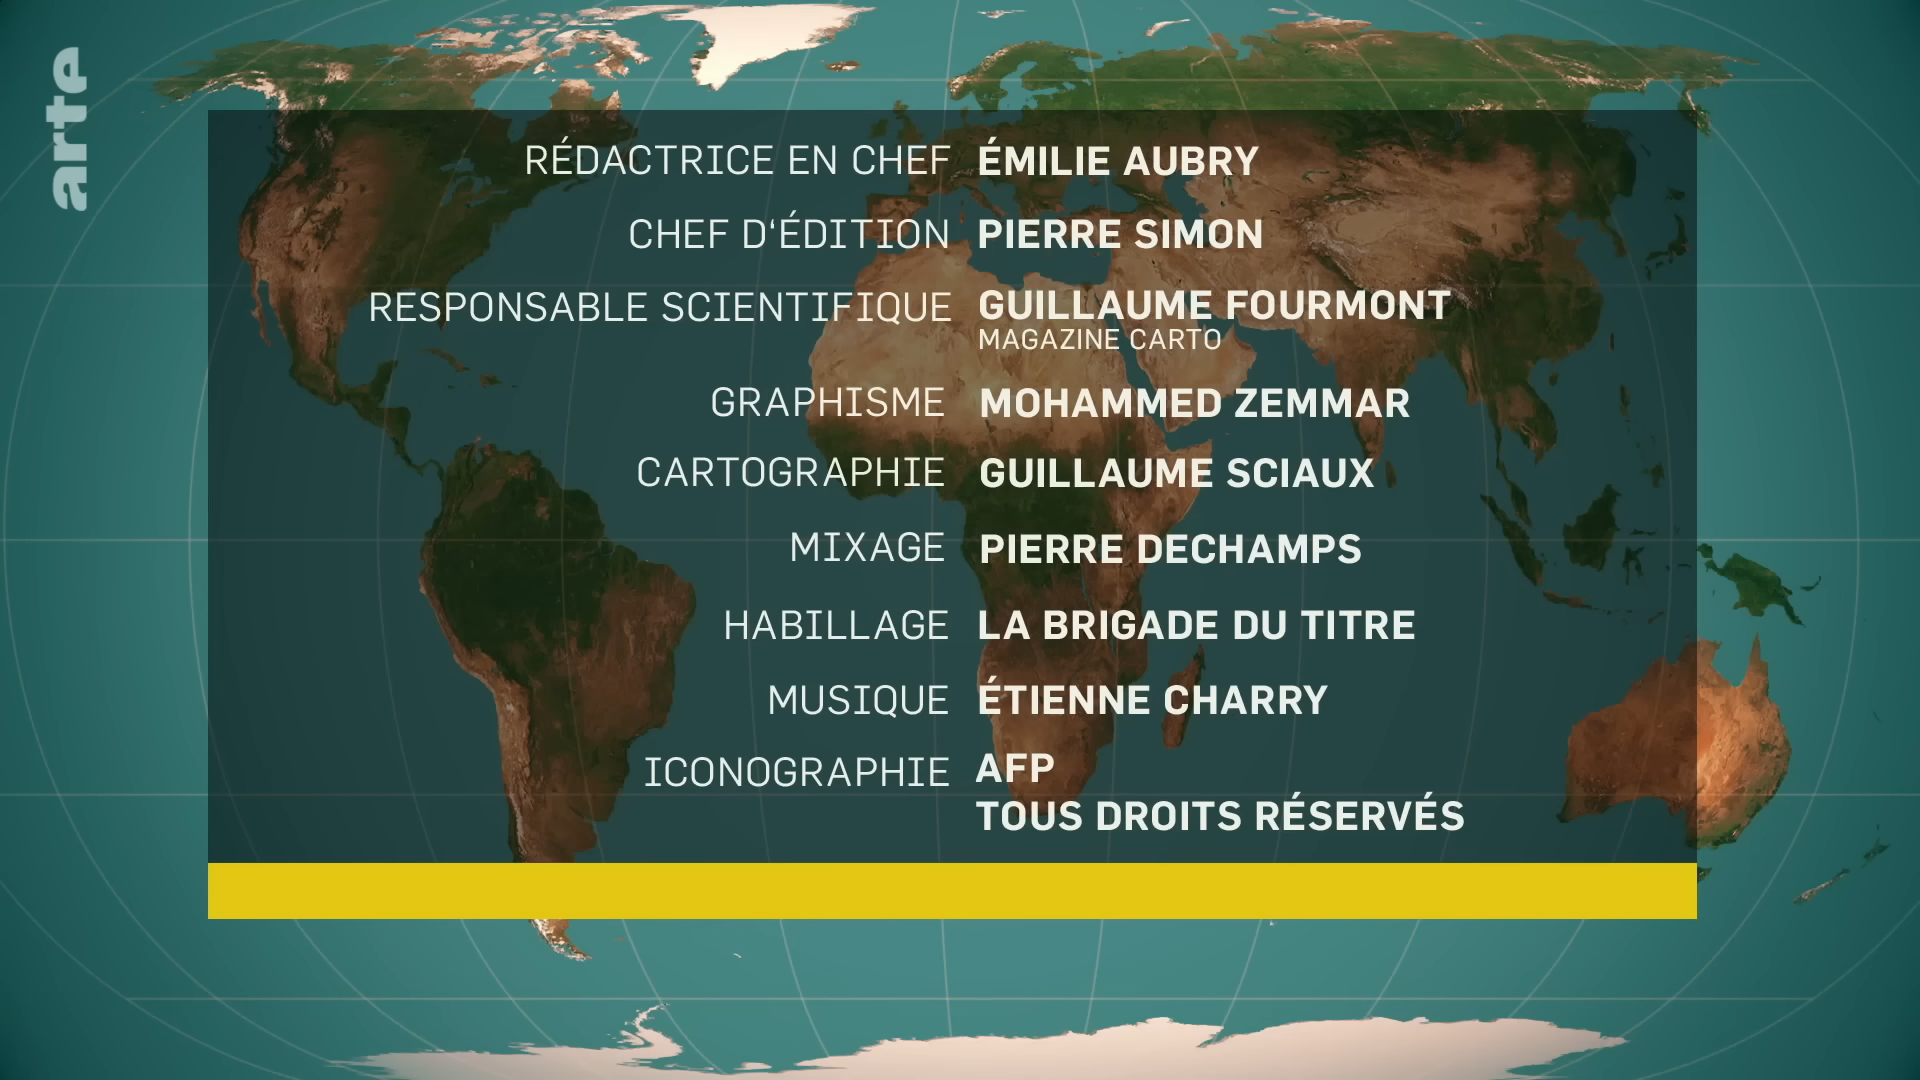 arte
RÉDACTRICE EN CHEF ÉMILIE AUBRY
CHEF D‘ÉDITION PIERRE SIMON
RESPONSABLE SCIENTIFIQUE GUILLAUME FOURMONT
MAGAZINE CARTO
GRAPHISME MOHAMMED ZEMMAR
CARTOGRAPHIE GUILLAUME SCIAUX
MIXAGE PIERRE DECHAMPS
HABILLAGE LA BRIGADE DU TITRE
MUSIQUE ÉTIENNE CHARRY
ICONOGRAPHIE AFP
TOUS DROITS RÉSERVÉS